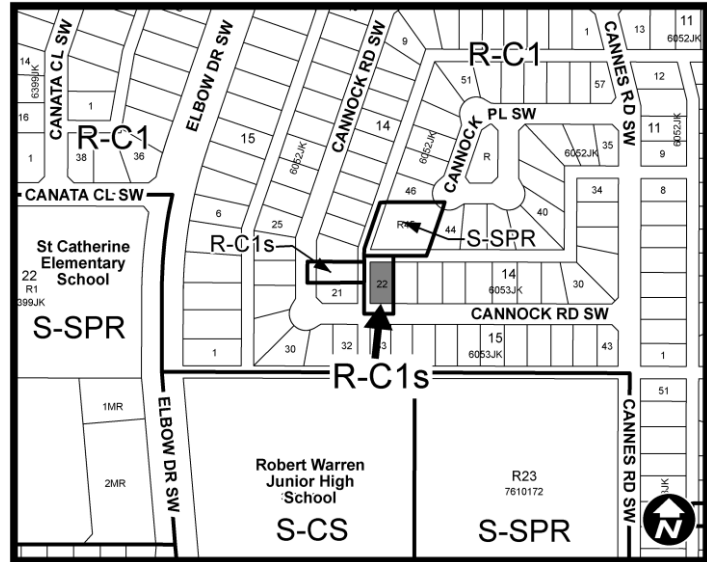 CANATA CL SW
ELBOW DR SW
CANNOCK RD SW
9
R-C1
1
13
11
6052JK
14
6399JK
51
57
CANNES RD SW
12
1
15
14
6052JK
CANNOCK
PL SW
16
R-C1
6052JK
R
6052JK
35
11
6052JK
9
1
38
36
46
34
8
CANATA CL SW
6
R-C1s
25
44
S-SPR
40
St Catherine
Elementary
School
22
R1
399JK
S-SPR
21
22
14
6053JK
30
CANNOCK RD SW
1
30
32
33
15
6053JK
43
1
R-C1s
51
1MR
ELBOW DR SW
2MR
Robert Warren
Junior High
School
S-CS
R23
7610172
S-SPR
CANNES RD SW
N